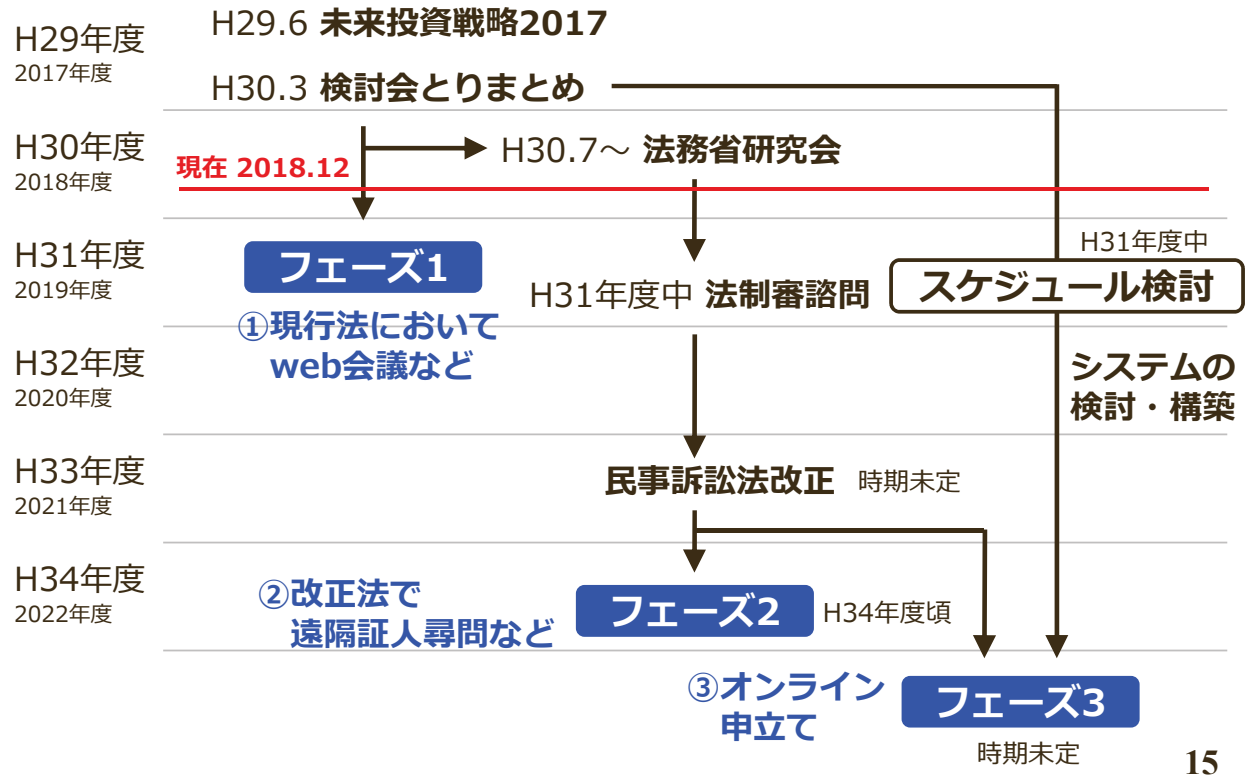 H29年度
2017年度
H29.6 未来投資戦略2017
H30.3 検討会とりまとめ
H30年度
2018年度
現在 2018.12
H30.7～ 法務省研究会
H31年度
2019年度
フェーズ1
①現行法において
web会議など
H31年度中 法制審諮問
H31年度中
スケジュール検討
H32年度
2020年度
システムの
検討・構築
H33年度
2021年度
民事訴訟法改正 時期未定
H34年度
2022年度
②改正法で
遠隔証人尋問など
フェーズ2 H34年度頃
③オンライン
申立て
フェーズ3
時期未定
15